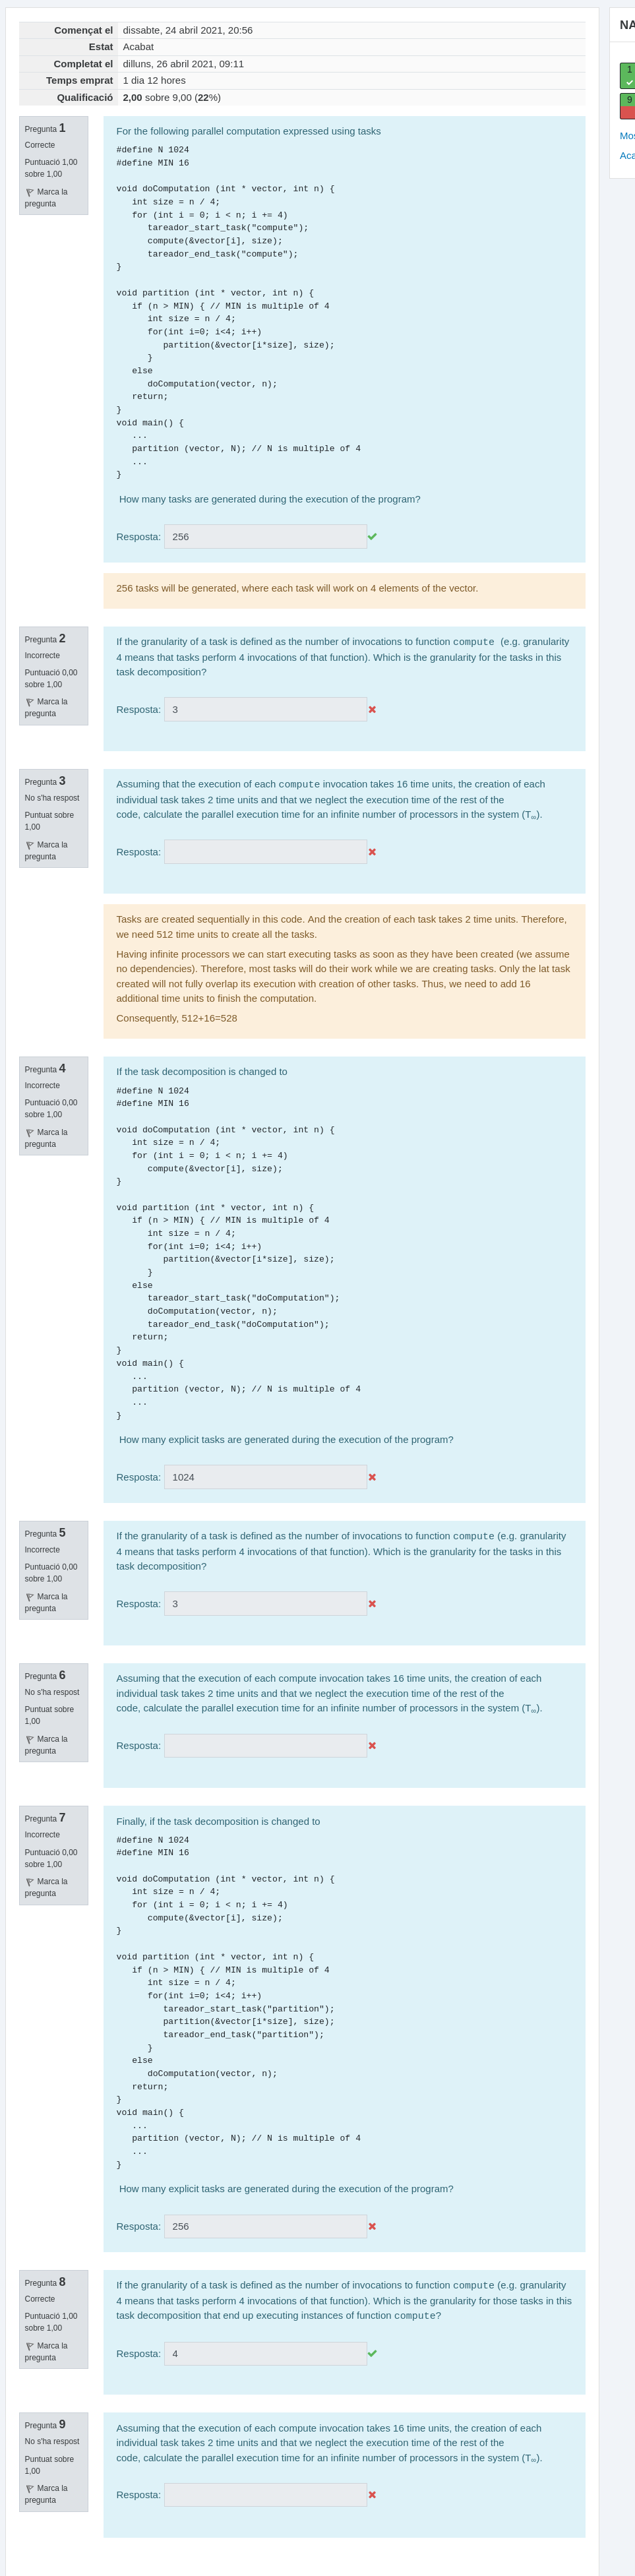 Començat el dissabte, 24 abril 2021, 20:56
Estat Acabat
Completat el dilluns, 26 abril 2021, 09:11
Temps emprat 1 dia 12 hores
Qualificació 2,00 sobre 9,00 (22%)
NA
1
9
Mos
Aca
Pregunta 1
Correcte
Puntuació 1,00
sobre 1,00
Marca la
pregunta
For the following parallel computation expressed using tasks
#define N 1024
#define MIN 16
void doComputation (int * vector, int n) {
int size = n / 4;
for (int i = 0; i < n; i += 4)
tareador_start_task("compute");
compute(&vector[i], size);
tareador_end_task("compute");
}
void partition (int * vector, int n) {
if (n > MIN) { // MIN is multiple of 4
int size = n / 4;
for(int i=0; i<4; i++)
partition(&vector[i*size], size);
}
else
doComputation(vector, n);
return;
}
void main() {
...
partition (vector, N); // N is multiple of 4
...
}
How many tasks are generated during the execution of the program?
Resposta: 256
256 tasks will be generated, where each task will work on 4 elements of the vector.
Pregunta 2
Incorrecte
Puntuació 0,00
sobre 1,00
Marca la
pregunta
If the granularity of a task is defined as the number of invocations to function compute (e.g. granularity
4 means that tasks perform 4 invocations of that function). Which is the granularity for the tasks in this
task decomposition?
Resposta: 3
Pregunta 3
No s'ha respost
Puntuat sobre
1,00
Marca la
pregunta
Assuming that the execution of each compute invocation takes 16 time units, the creation of each
individual task takes 2 time units and that we neglect the execution time of the rest of the
code, calculate the parallel execution time for an infinite number of processors in the system (T∞).
Resposta:
Tasks are created sequentially in this code. And the creation of each task takes 2 time units. Therefore,
we need 512 time units to create all the tasks.
Having infinite processors we can start executing tasks as soon as they have been created (we assume
no dependencies). Therefore, most tasks will do their work while we are creating tasks. Only the lat task
created will not fully overlap its execution with creation of other tasks. Thus, we need to add 16
additional time units to finish the computation.
Consequently, 512+16=528
Pregunta 4
Incorrecte
Puntuació 0,00
sobre 1,00
Marca la
pregunta
If the task decomposition is changed to
#define N 1024
#define MIN 16
void doComputation (int * vector, int n) {
int size = n / 4;
for (int i = 0; i < n; i += 4)
compute(&vector[i], size);
}
void partition (int * vector, int n) {
if (n > MIN) { // MIN is multiple of 4
int size = n / 4;
for(int i=0; i<4; i++)
partition(&vector[i*size], size);
}
else
tareador_start_task("doComputation");
doComputation(vector, n);
tareador_end_task("doComputation");
return;
}
void main() {
...
partition (vector, N); // N is multiple of 4
...
}
How many explicit tasks are generated during the execution of the program?
Resposta: 1024
Pregunta 5
Incorrecte
Puntuació 0,00
sobre 1,00
Marca la
pregunta
If the granularity of a task is defined as the number of invocations to function compute (e.g. granularity
4 means that tasks perform 4 invocations of that function). Which is the granularity for the tasks in this
task decomposition?
Resposta: 3
Pregunta 6
No s'ha respost
Puntuat sobre
1,00
Marca la
pregunta
Assuming that the execution of each compute invocation takes 16 time units, the creation of each
individual task takes 2 time units and that we neglect the execution time of the rest of the
code, calculate the parallel execution time for an infinite number of processors in the system (T∞).
Resposta:
Pregunta 7
Incorrecte
Puntuació 0,00
sobre 1,00
Marca la
pregunta
Finally, if the task decomposition is changed to
#define N 1024
#define MIN 16
void doComputation (int * vector, int n) {
int size = n / 4;
for (int i = 0; i < n; i += 4)
compute(&vector[i], size);
}
void partition (int * vector, int n) {
if (n > MIN) { // MIN is multiple of 4
int size = n / 4;
for(int i=0; i<4; i++)
tareador_start_task("partition");
partition(&vector[i*size], size);
tareador_end_task("partition");
}
else
doComputation(vector, n);
return;
}
void main() {
...
partition (vector, N); // N is multiple of 4
...
}
How many explicit tasks are generated during the execution of the program?
Resposta: 256
Pregunta 8
Correcte
Puntuació 1,00
sobre 1,00
Marca la
pregunta
If the granularity of a task is defined as the number of invocations to function compute (e.g. granularity
4 means that tasks perform 4 invocations of that function). Which is the granularity for those tasks in this
task decomposition that end up executing instances of function compute?
Resposta: 4
Pregunta 9
No s'ha respost
Puntuat sobre
1,00
Marca la
pregunta
Assuming that the execution of each compute invocation takes 16 time units, the creation of each
individual task takes 2 time units and that we neglect the execution time of the rest of the
code, calculate the parallel execution time for an infinite number of processors in the system (T∞).
Resposta: